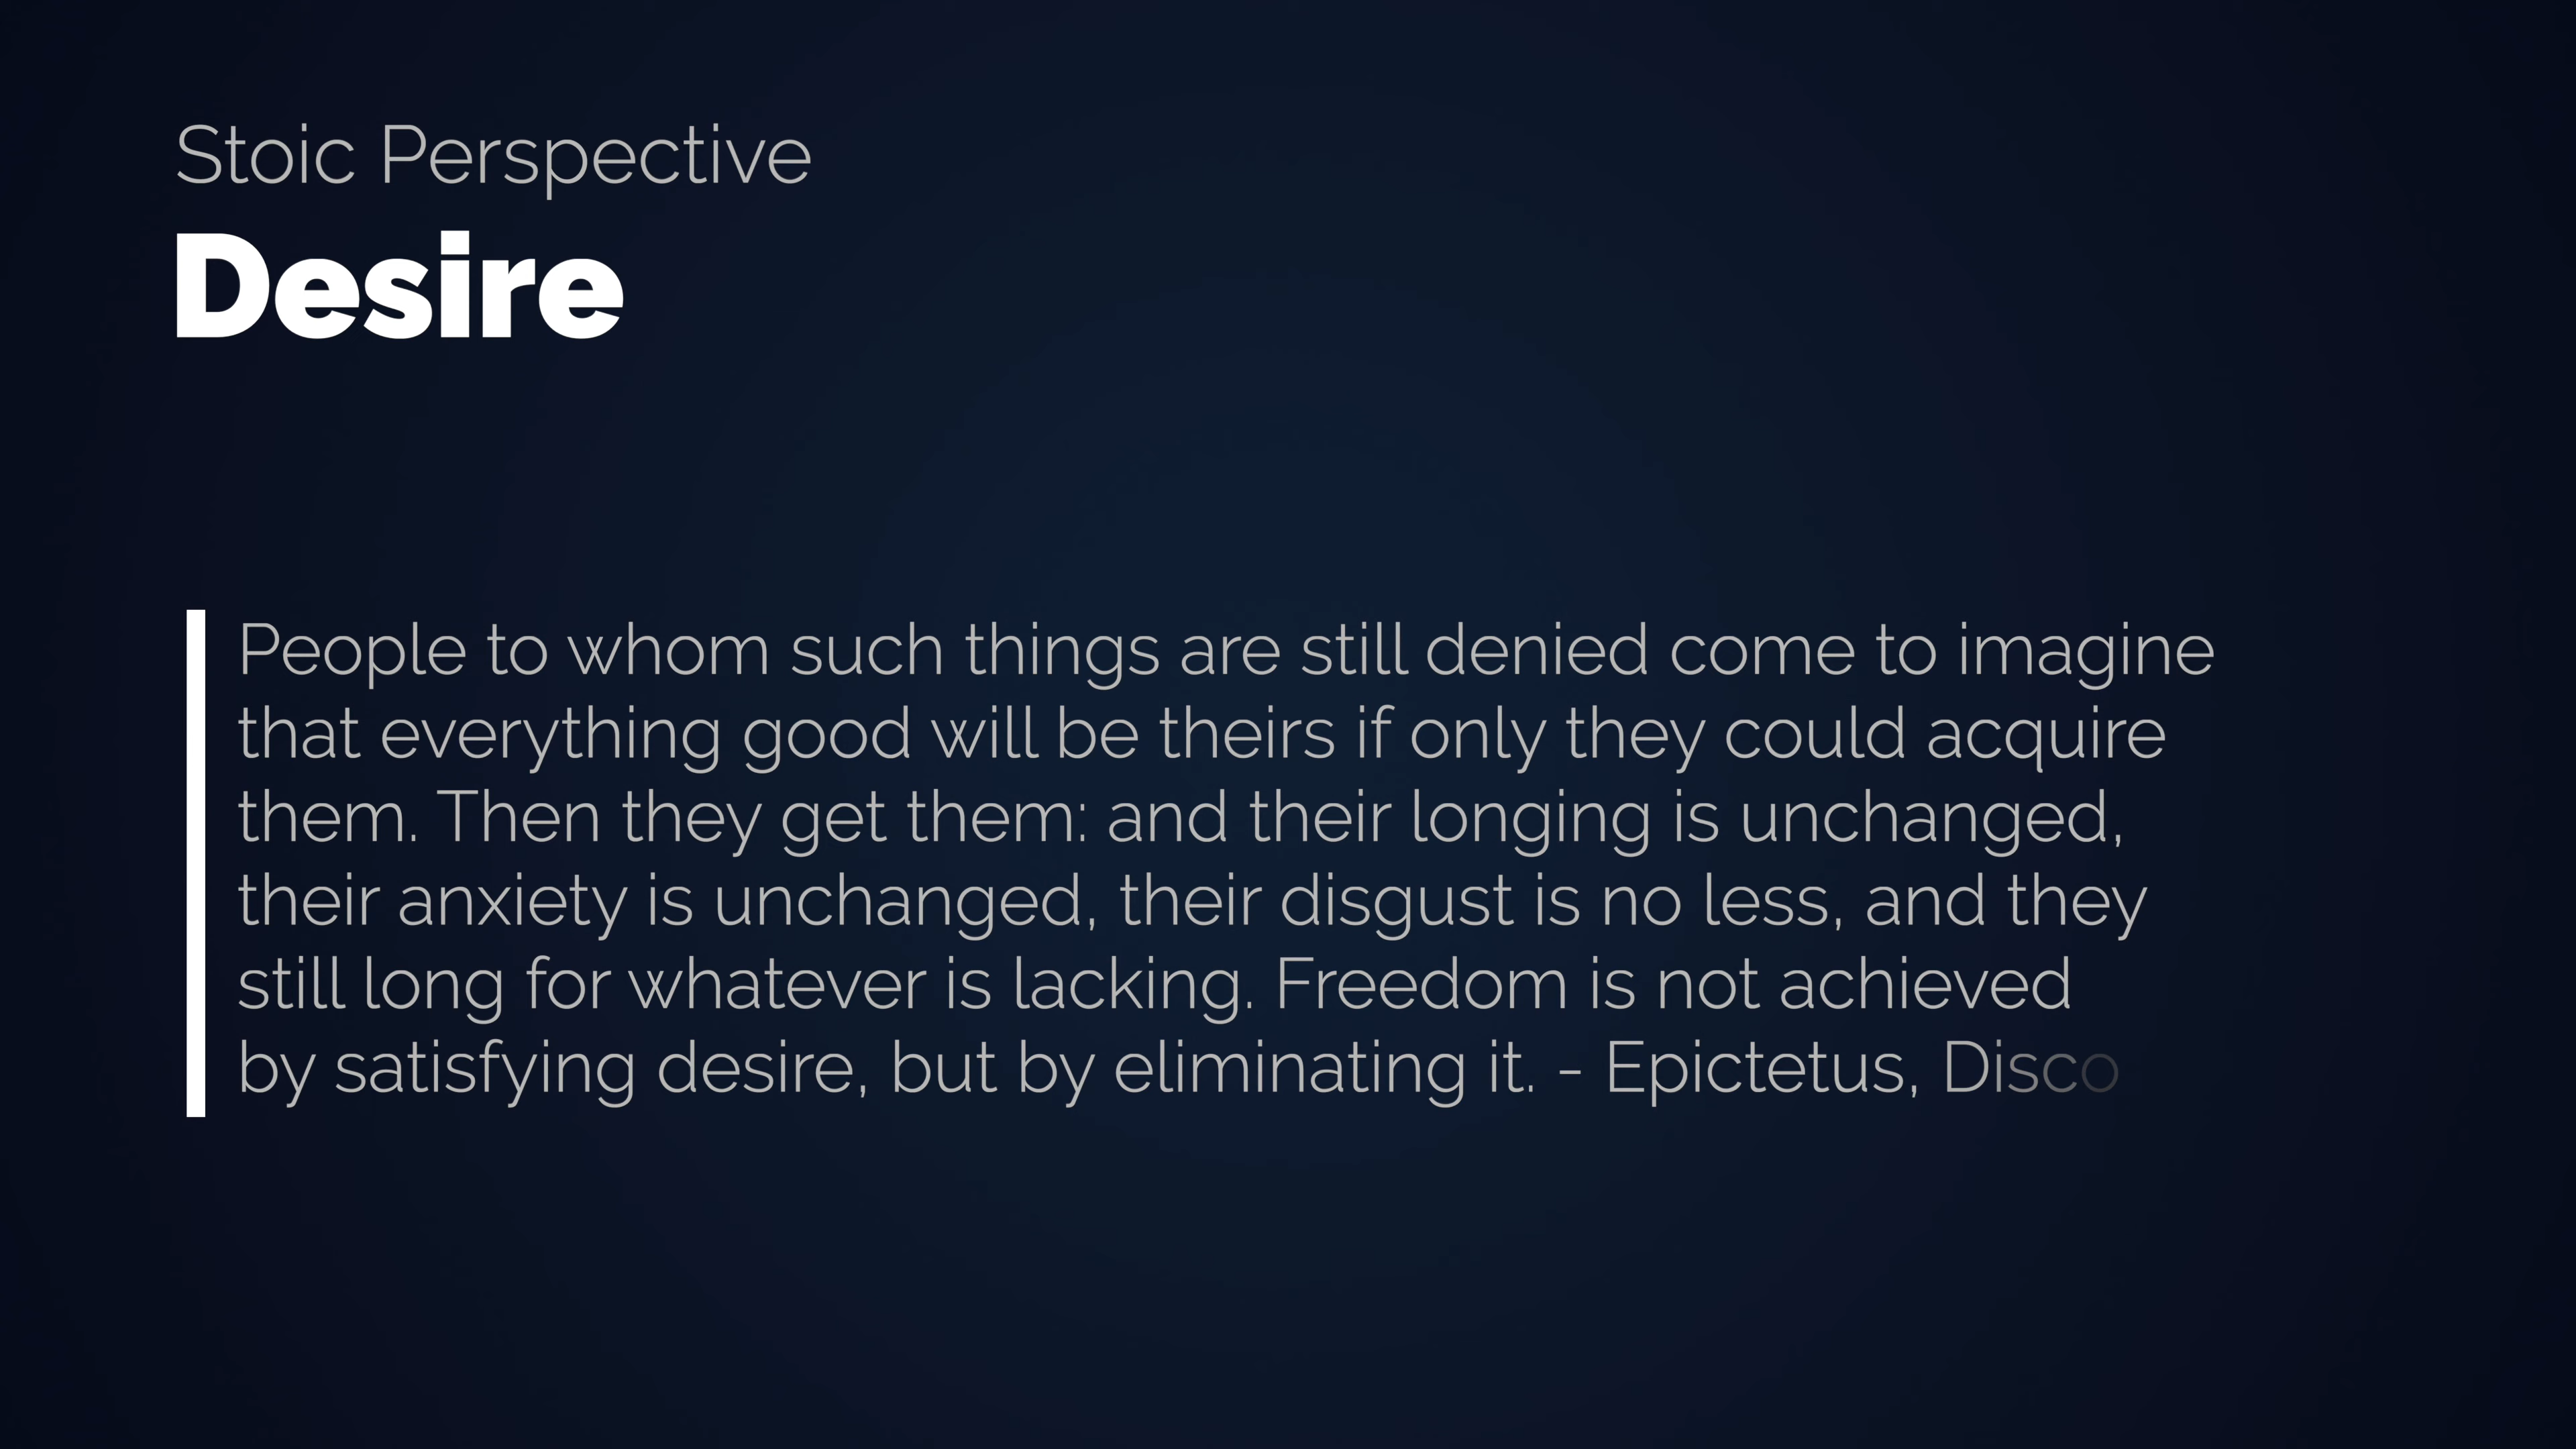 Stoic Perspective
Desire
People to whom such things are still denied come to imagine
that everything good will be theirs if only they could acquire
them. Then they get them: and their longing is unchanged,
their anxiety is unchanged, their disgust is no less, and they
still long for whatever is lacking. Freedom is not achieved
by satisfying desire, but by eliminating it. - Epictetus, Disco